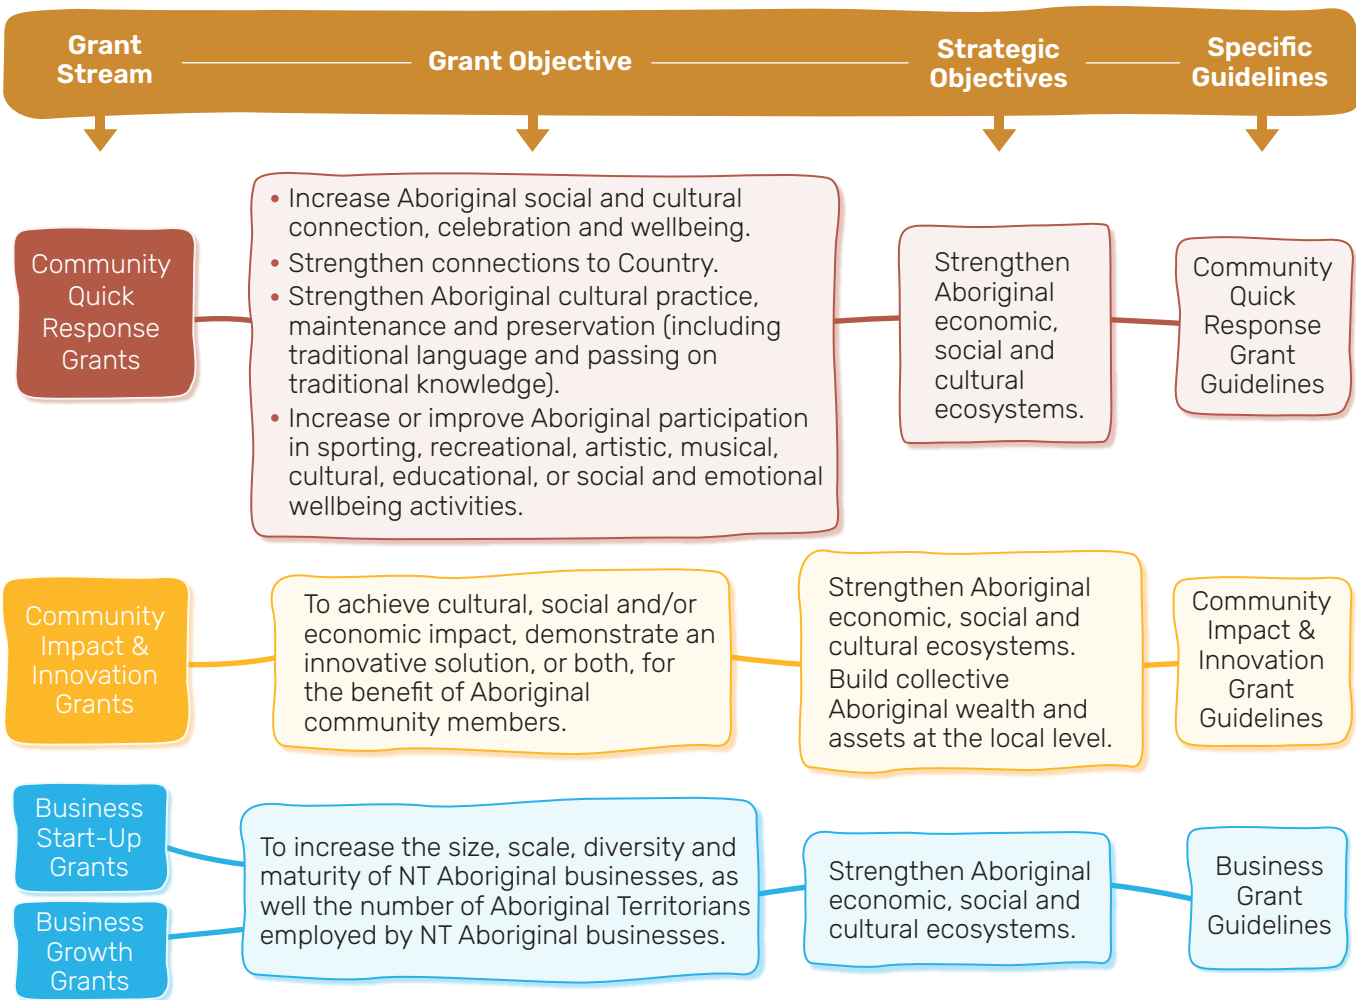 Grant
Stream
Grant Objective
Strategic
Objectives
Specific
Guidelines
Community
Quick
Response
Grants
• Increase Aboriginal social and cultural
connection, celebration and wellbeing.
• Strengthen connections to Country.
• Strengthen Aboriginal cultural practice,
maintenance and preservation (including
traditional language and passing on
traditional knowledge).
• Increase or improve Aboriginal participation
in sporting, recreational, artistic, musical,
cultural, educational, or social and emotional
wellbeing activities.
Strengthen
Aboriginal
economic,
social and
cultural
ecosystems.
Community
Quick
Response
Grant
Guidelines
Community
Impact &
Innovation
Grants
To achieve cultural, social and/or
economic impact, demonstrate an
innovative solution, or both, for
the benefit of Aboriginal
community members.
Strengthen Aboriginal
economic, social and
cultural ecosystems.
Build collective
Aboriginal wealth and
assets at the local level.
Community
Impact &
Innovation
Grant
Guidelines
Business
Start-Up
Grants
Business
Growth
Grants
To increase the size, scale, diversity and
maturity of NT Aboriginal businesses, as
well the number of Aboriginal Territorians
employed by NT Aboriginal businesses.
Strengthen Aboriginal
economic, social and
cultural ecosystems.
Business
Grant
Guidelines